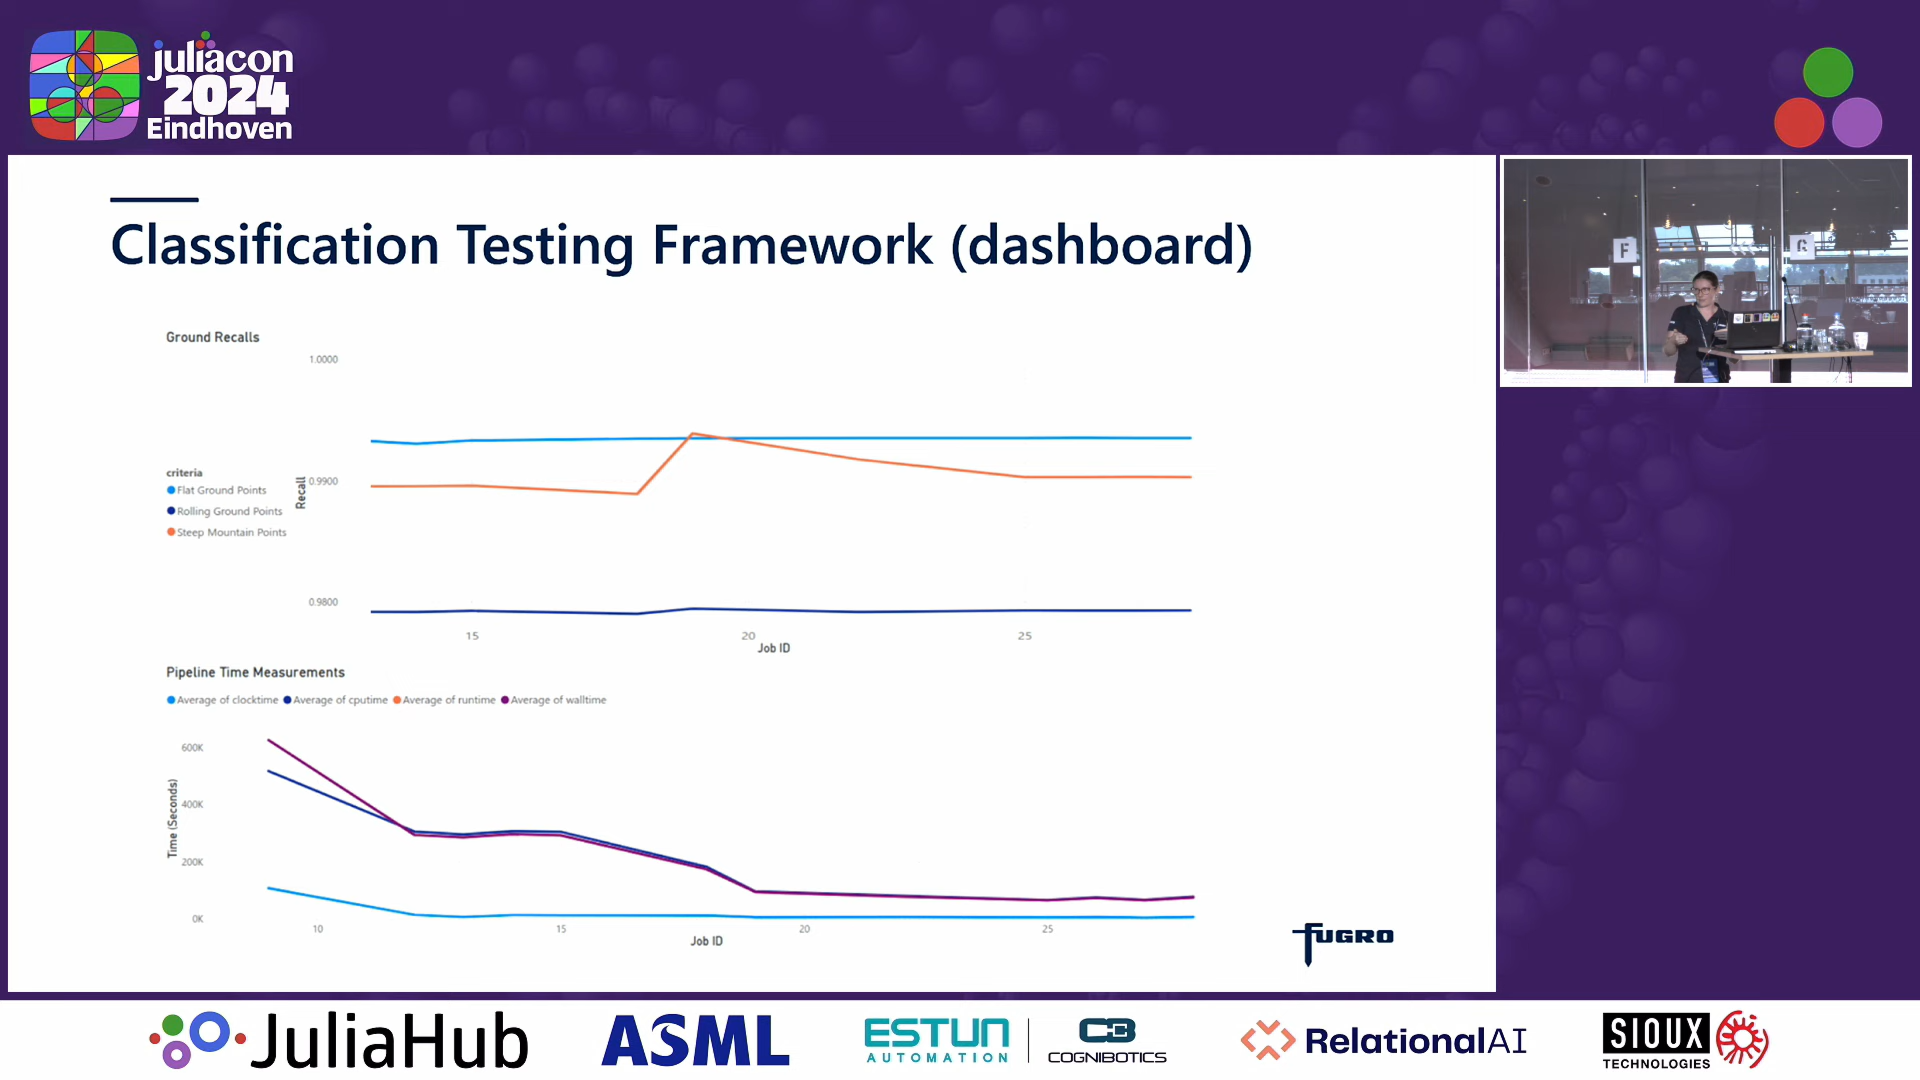 juliacon
2024
Eindhoven
Classification Testing Framework (dashboard)
Ground Recalls
1.0000
criteria
Flat Ground Points
Rolling Ground Points
Steep Mountain Points
Recall
0.9900
0.9800
15
20
25
Job ID
Pipeline Time Measurements
Average of clocktime
Average of cputime
Average of runtime
Average of walltime
600K
400K
200K
0K
Time (Seconds)
10
15
20
25
Job ID
FUGRO
F
G
JuliaHub
ASML
ESTUN
AUTOMATION
COGNIBOTICS
RelationalAI
SIOUX
TECHNOLOGIES